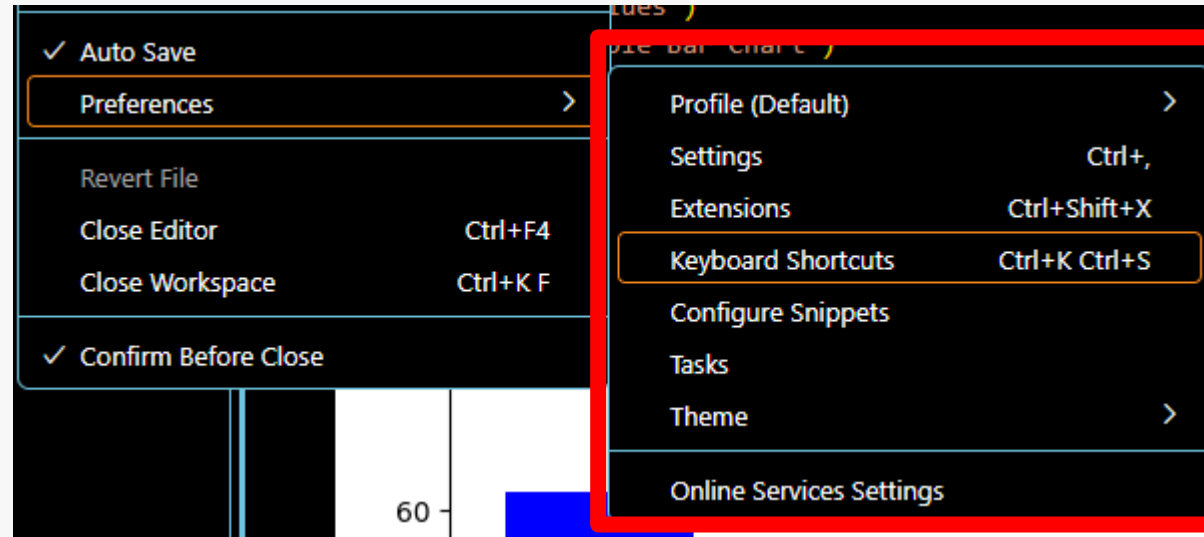 ✓ Auto Save
Preferences >
Revert File
Close Editor Ctrl+F4
Close Workspace Ctrl+K F
✓ Confirm Before Close
Profile (Default) >
Settings Ctrl+,
Extensions Ctrl+Shift+X
Keyboard Shortcuts Ctrl+K Ctrl+S
Configure Snippets
Tasks
Theme >
Online Services Settings
60